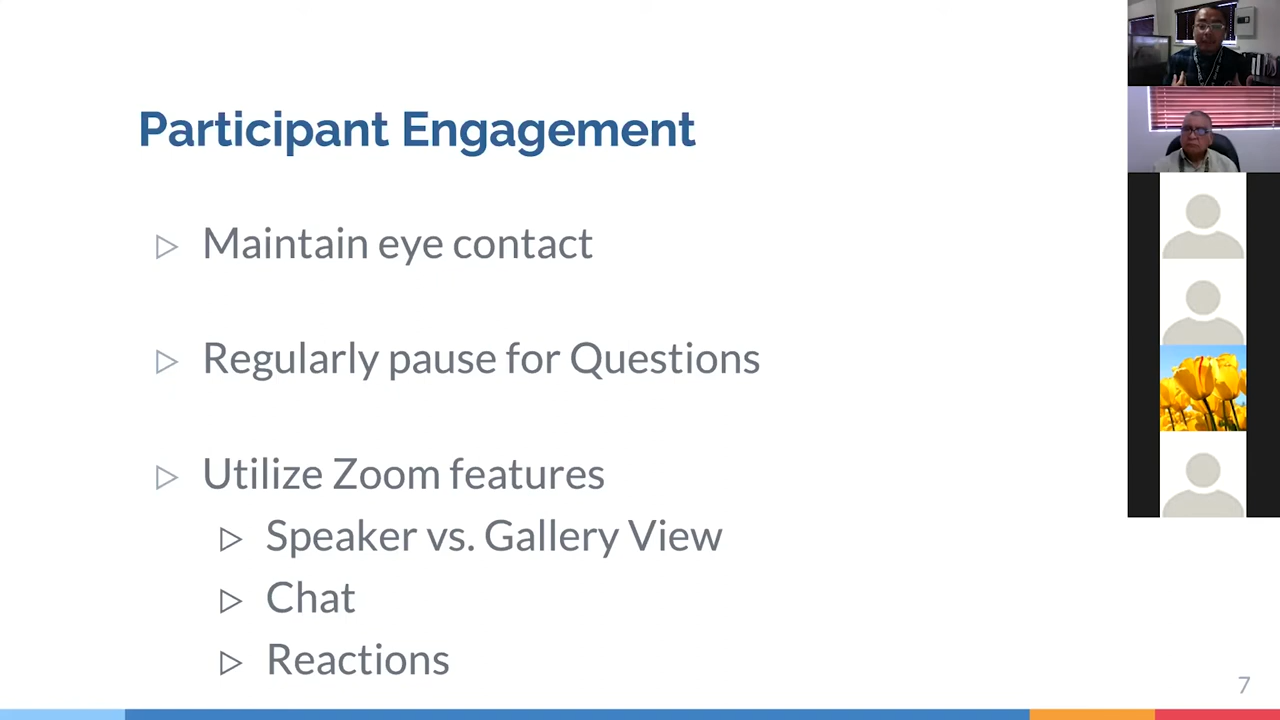 Participant Engagement
Maintain eye contact
Regularly pause for Questions
Utilize Zoom features
Speaker vs. Gallery View
Chat
Reactions
7